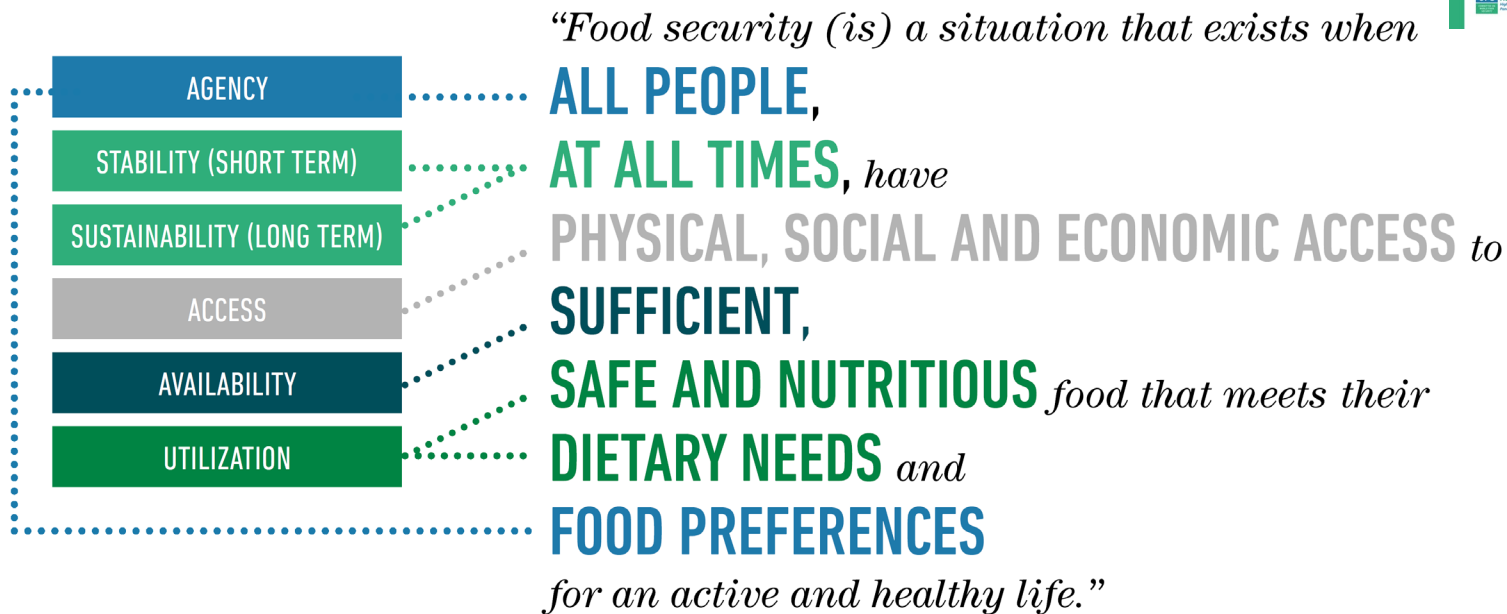 “Food security (is) a situation that exists when
AGENCY
ALL PEOPLE,
STABILITY (SHORT TERM)
AT ALL TIMES, have
SUSTAINABILITY (LONG TERM)
PHYSICAL, SOCIAL AND ECONOMIC ACCESS to
ACCESS
SUFFICIENT,
AVAILABILITY
SAFE AND NUTRITIOUS food that meets their
UTILIZATION
DIETARY NEEDS and
FOOD PREFERENCES
for an active and healthy life.”